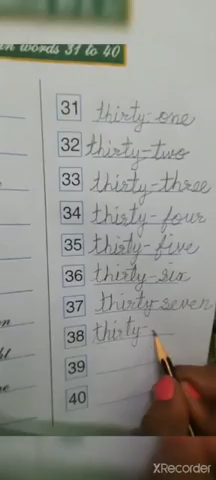 n words 31 to 40
31 thirty-one
32 thirty-two
33 thirty-three
34 thirty-four
35 thirty-five
36 thirty-six
37 thirty-seven
38 thirty-
39
40
XRecorder